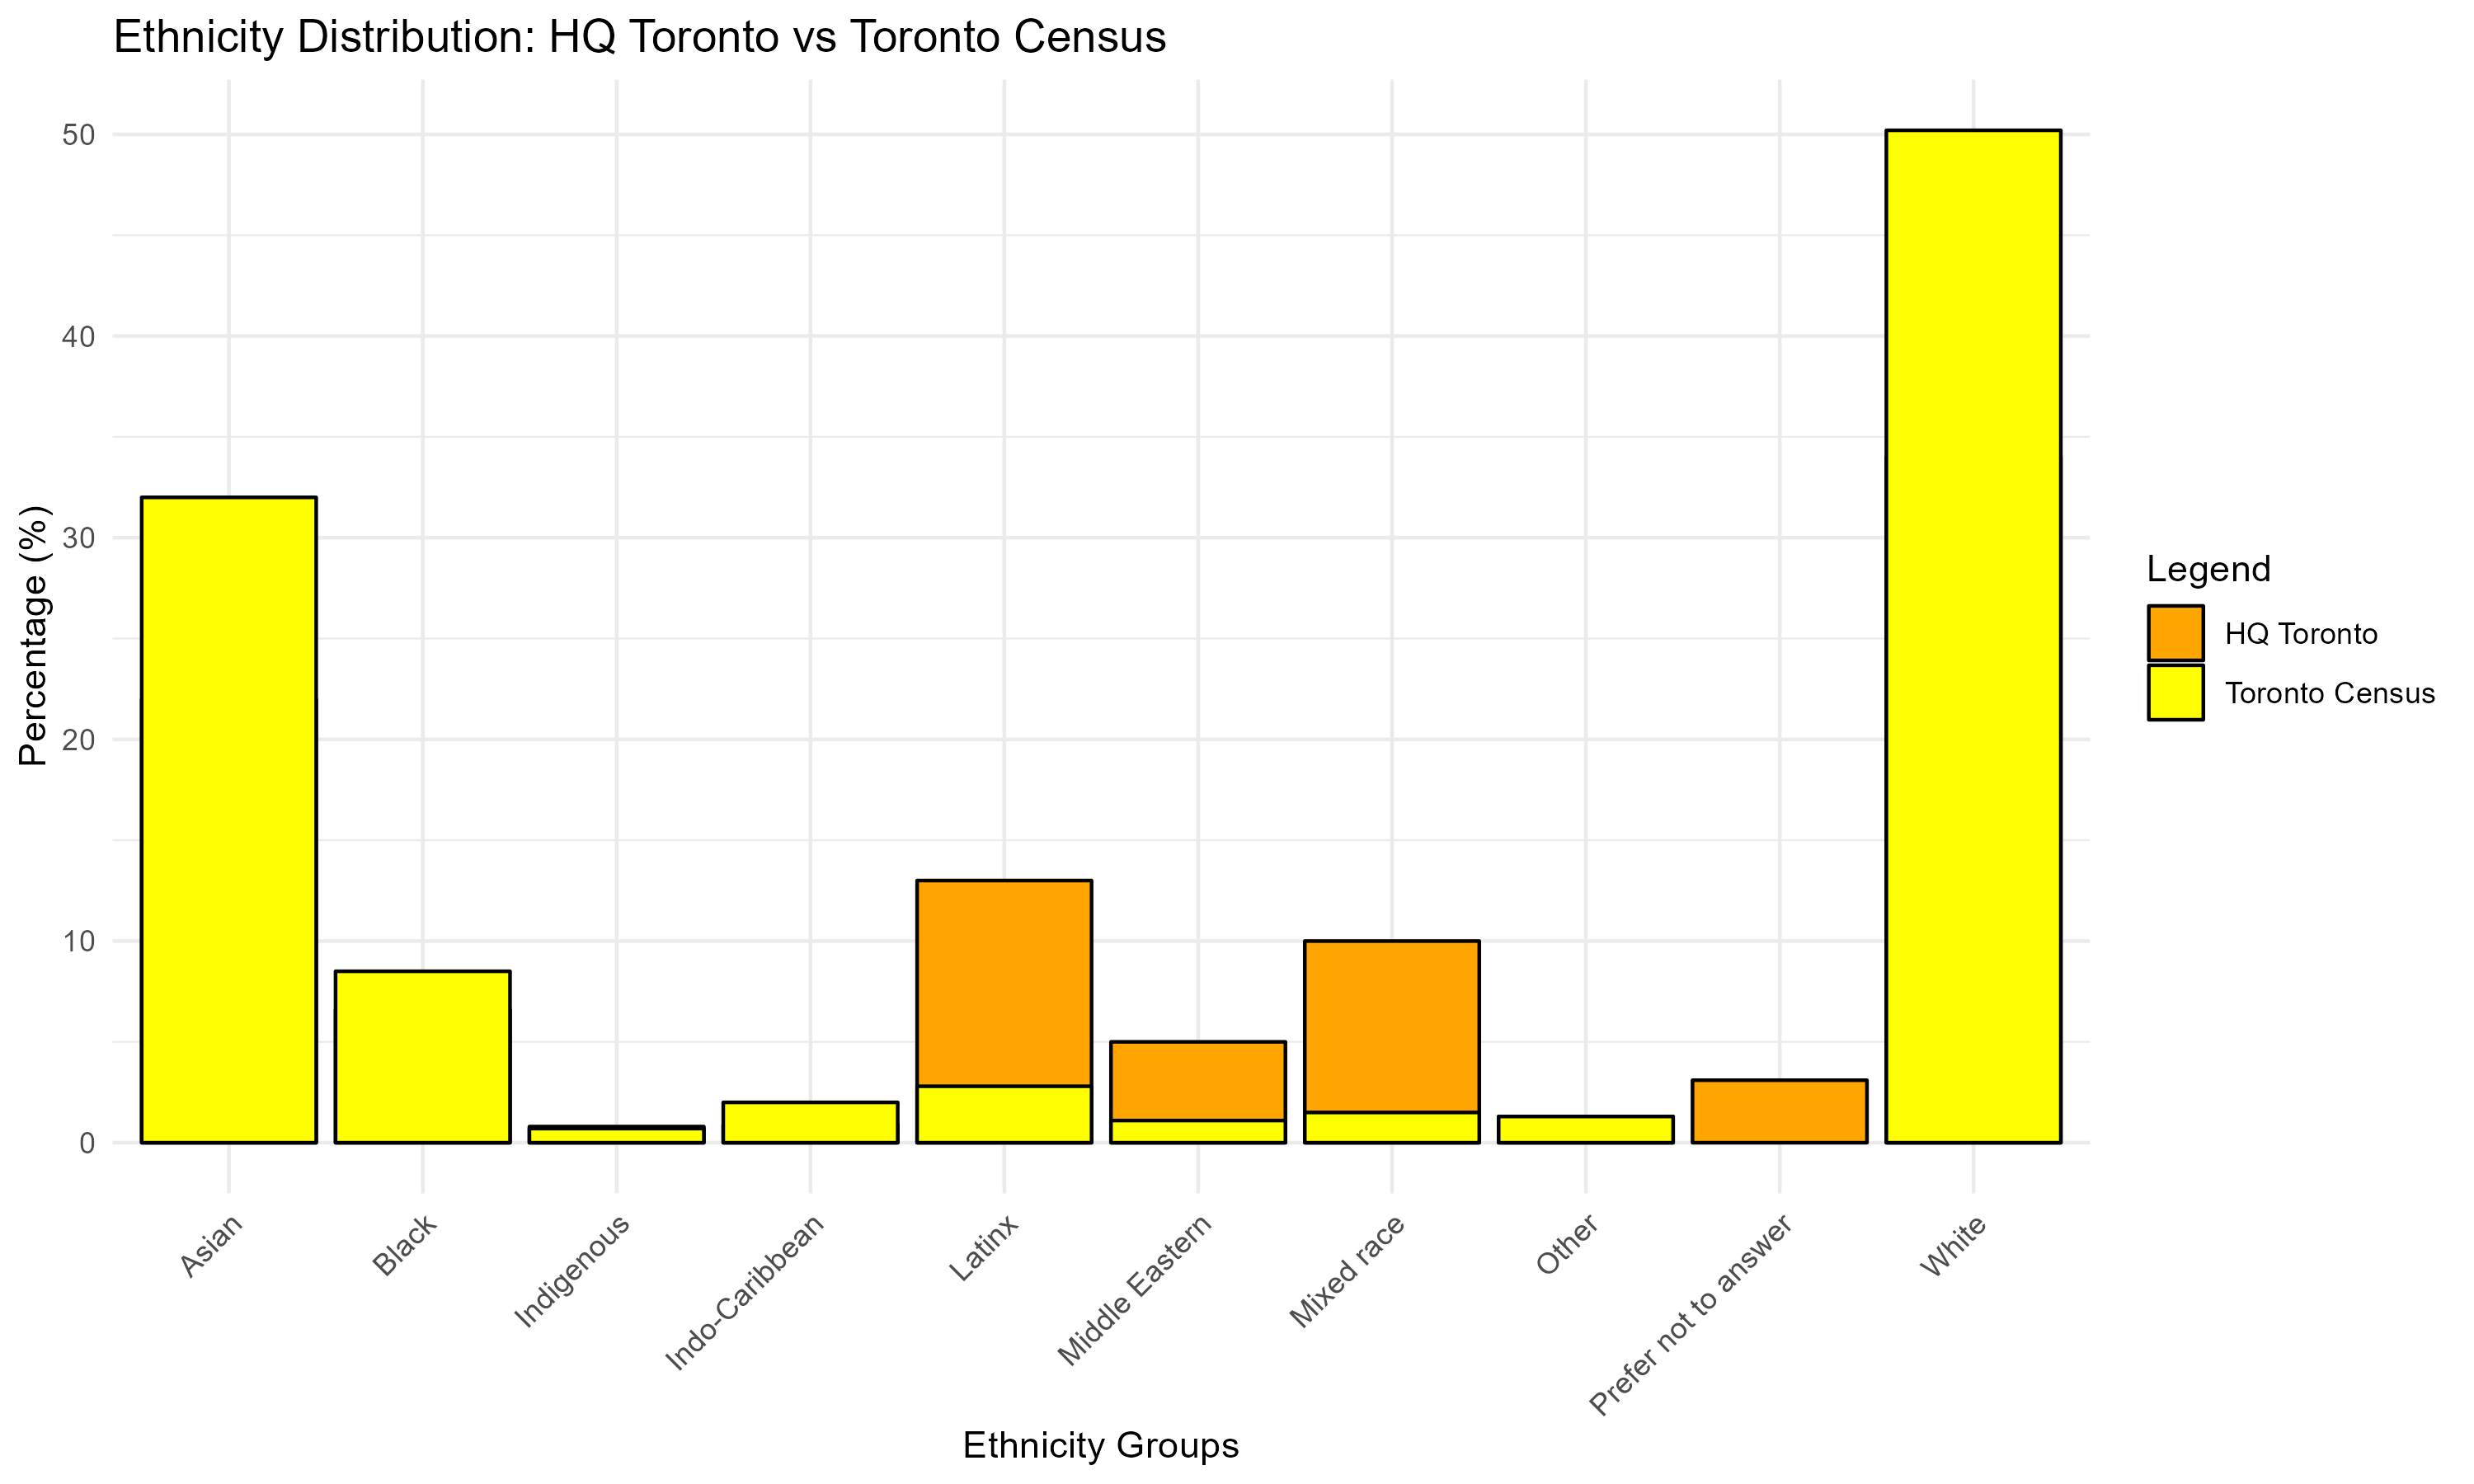 Ethnicity Distribution: HQ Toronto vs Toronto Census
Percentage (%)
50
40
30
20
10
0
Asian
Black
Indigenous
Indo-Caribbean
Latinx
Middle Eastern
Mixed race
Other
Prefer not to answer
White
Ethnicity Groups
Legend
HQ Toronto
Toronto Census